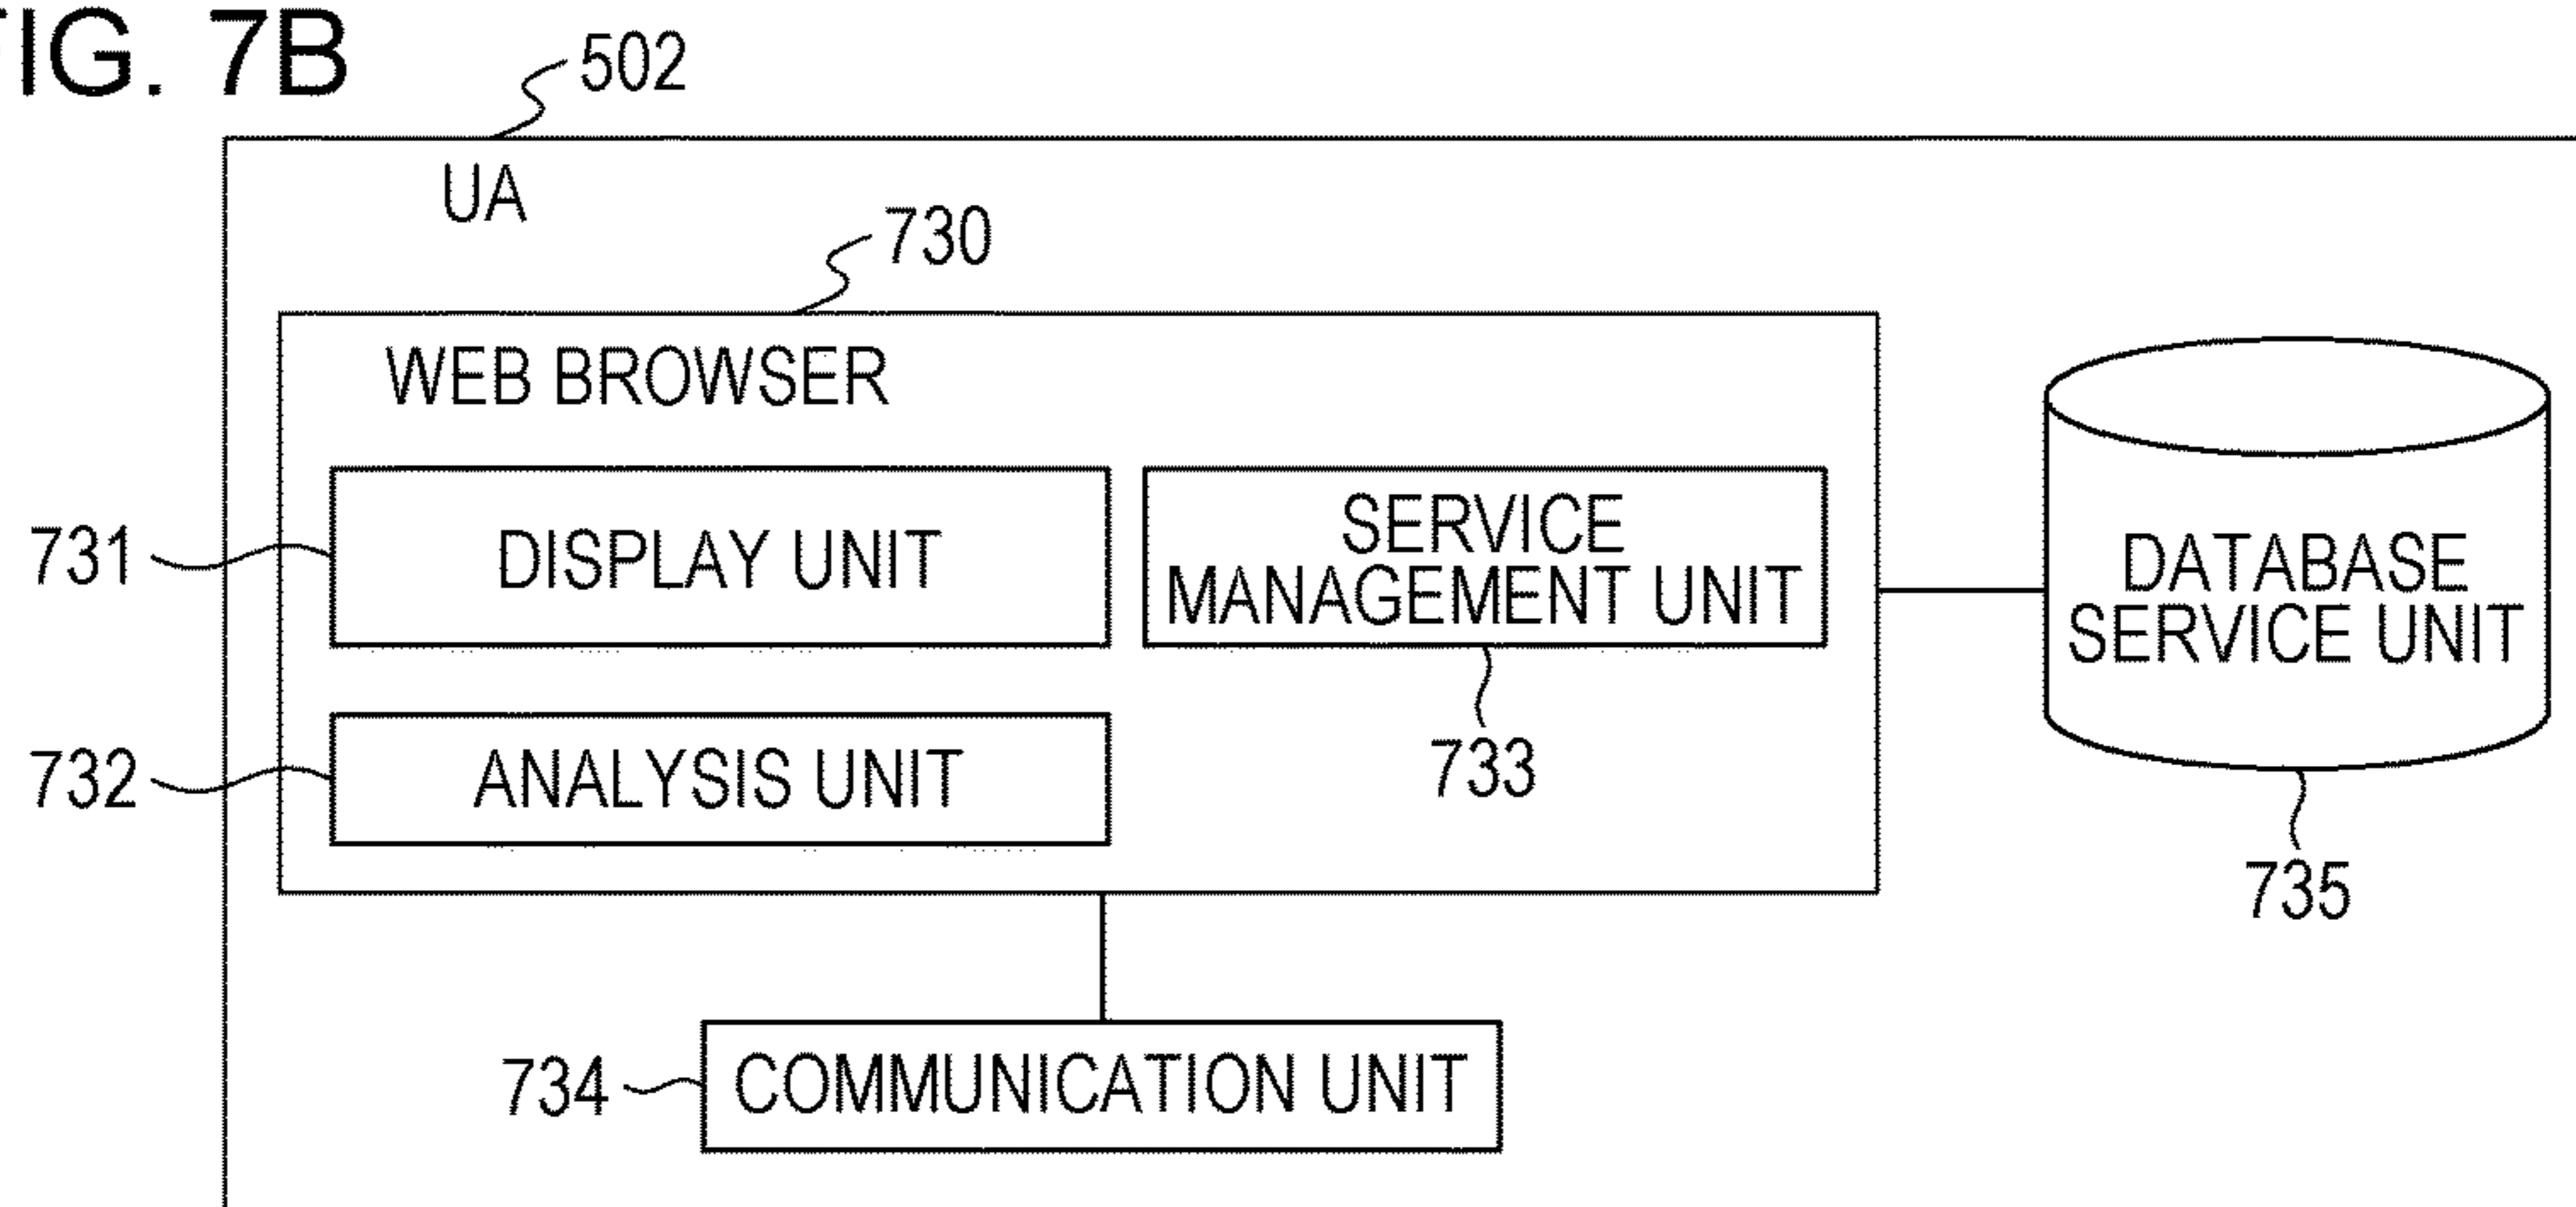 FIG. 7B
502
UA
730
WEB BROWSER
731
DISPLAY UNIT
SERVICE
MANAGEMENT UNIT
733
732
ANALYSIS UNIT
DATABASE
SERVICE UNIT
735
734
COMMUNICATION UNIT